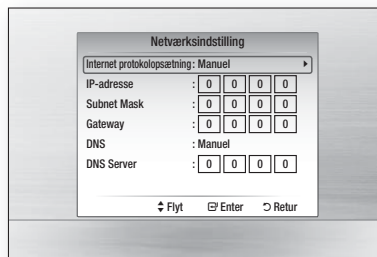 Netværksindstilling
Internet protokolopsætning: Manuel
IP-adresse : 0 0 0 0
Subnet Mask : 0 0 0 0
Gateway : 0 0 0 0
DNS : Manuel
DNS Server : 0 0 0 0
Flyt Enter Retur